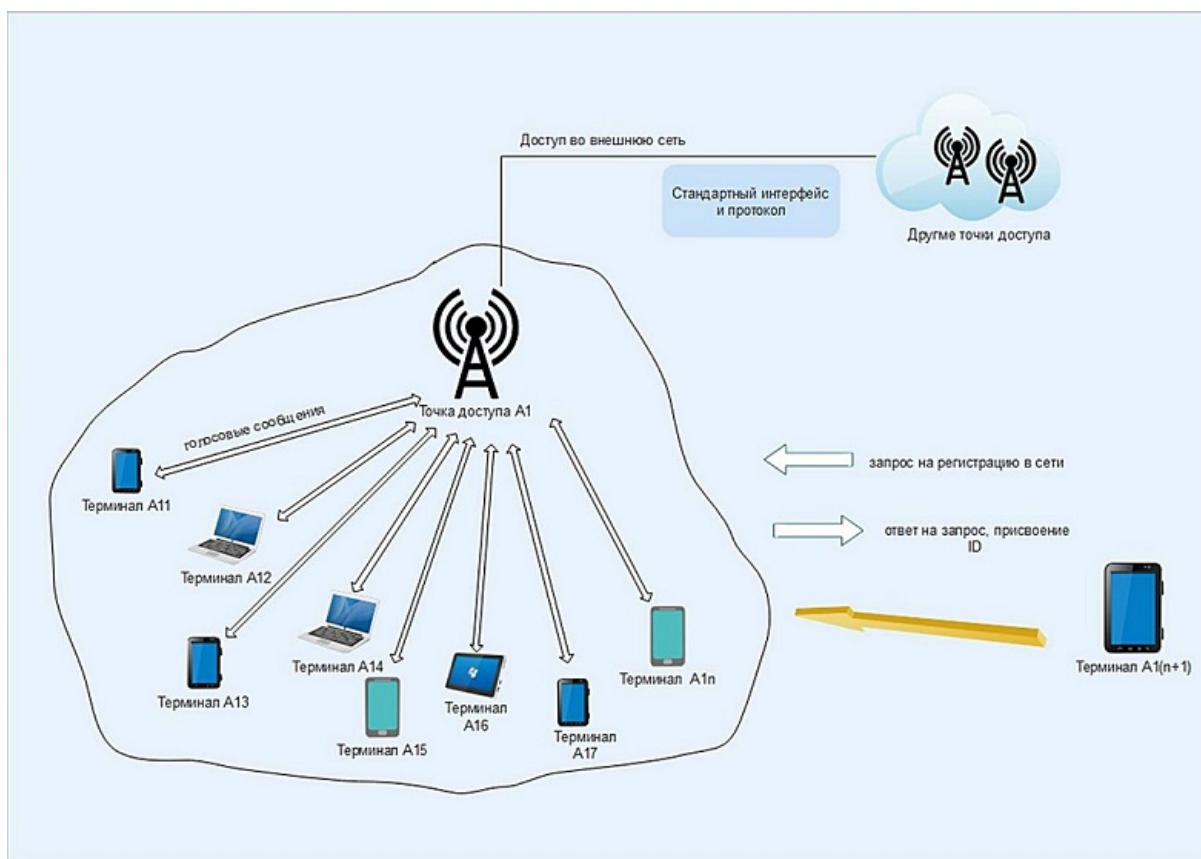 Доступ во внешнюю сеть
Стандартный интерфейс
и протокол
Другме точки доступа
Точка доступа А1
голосовые сообщения
Терминал А11
запрос на регистрацию в сети
ответ на запрос, присвоение
ID
Терминал А12
Терминал А14
Терминал А1n
Терминал А1(n+1)
Терминал А13
Терминал А15
Терминал
А16
Терминал
А17